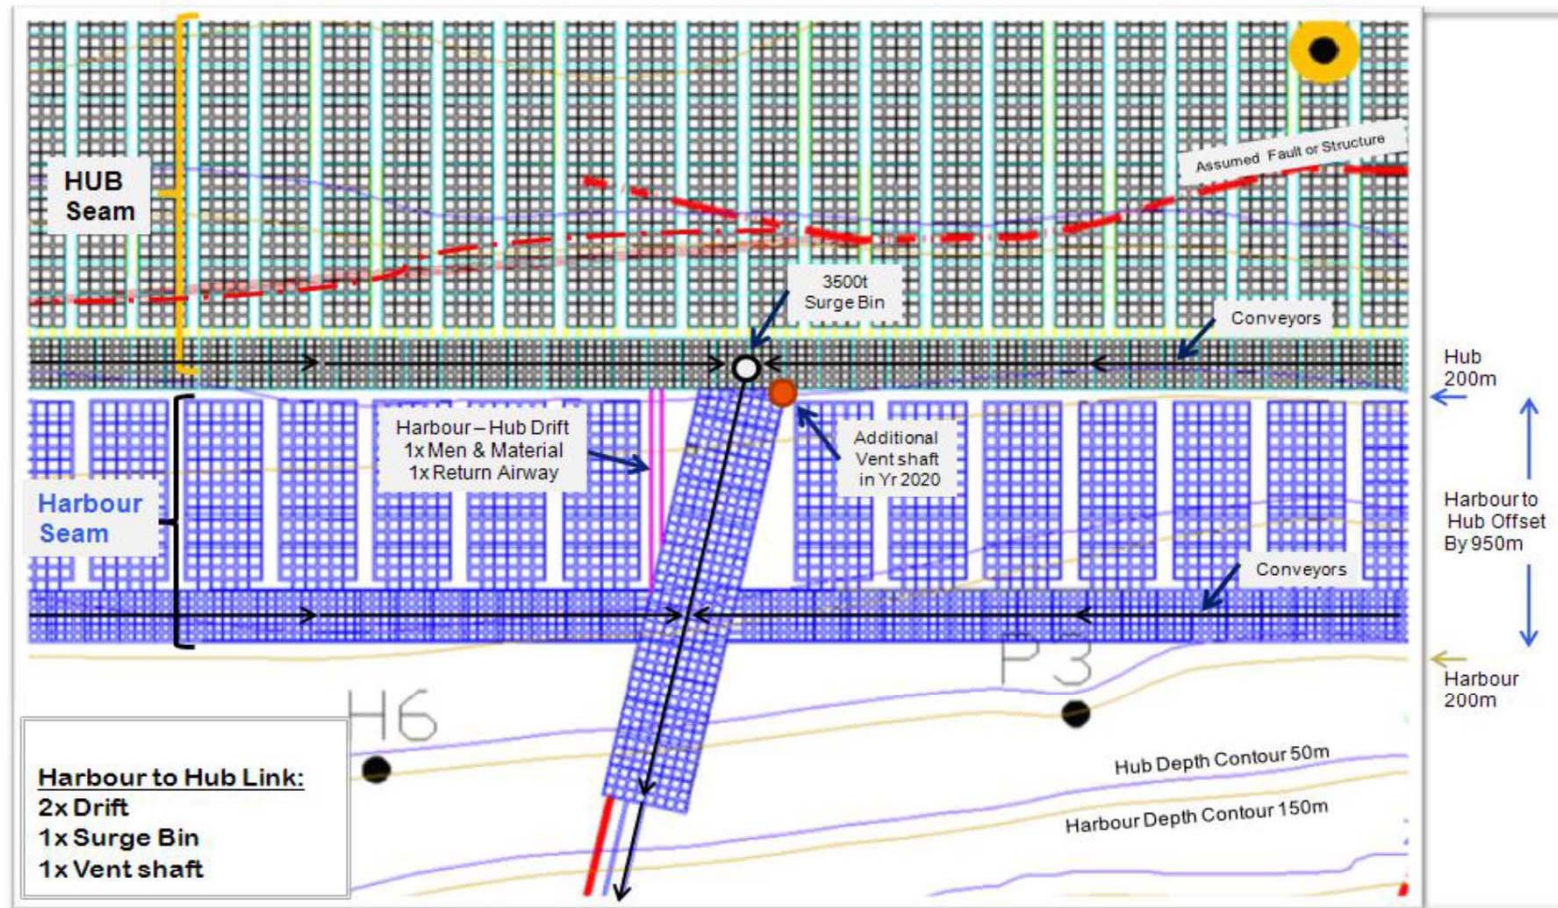 Assumed Fault or Structure
HUB
Seam
3500t
Surge Bin
Conveyors
Hub
200m
Harbour – Hub Drift
1x Men & Material
1x Return Airway
Additional
Vent shaft
in Yr 2020
Harbour
Seam
Harbour to
Hub Offset
By 950m
Conveyors
P3
Harbour
200m
H6
Hub Depth Contour 50m
Harbour Depth Contour 150m
Harbour to Hub Link:
2x Drift
1x Surge Bin
1x Vent shaft